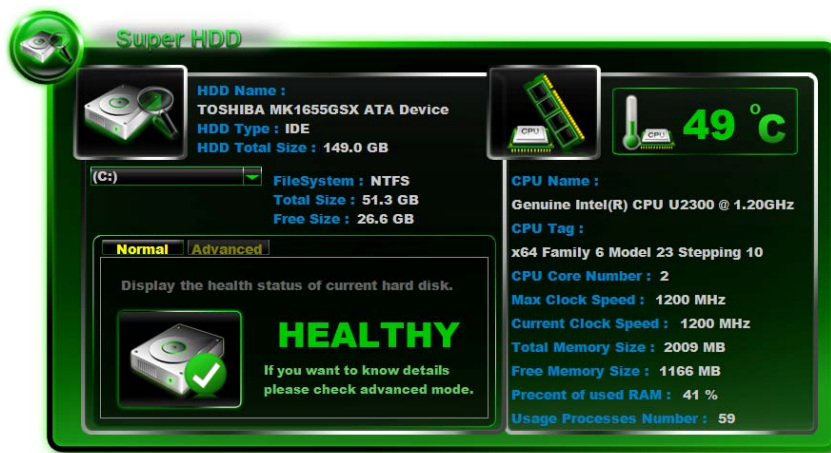 Super HDD
HDD Name :
TOSHIBA MK1655GSX ATA Device
HDD Type : IDE
HDD Total Size : 149.0 GB
(C:)
FileSystem : NTFS
Total Size : 51.3 GB
Free Size : 26.6 GB
Normal Advanced
Display the health status of current hard disk.
HEALTHY
If you want to know details
please check advanced mode.
CPU
CPU
49 °C
CPU Name :
Genuine Intel(R) CPU U2300 @ 1.20GHz
CPU Tag :
x64 Family 6 Model 23 Stepping 10
CPU Core Number : 2
Max Clock Speed : 1200 MHz
Current Clock Speed : 1200 MHz
Total Memory Size : 2009 MB
Free Memory Size : 1166 MB
Precent of used RAM : 41 %
Usage Processes Number : 59